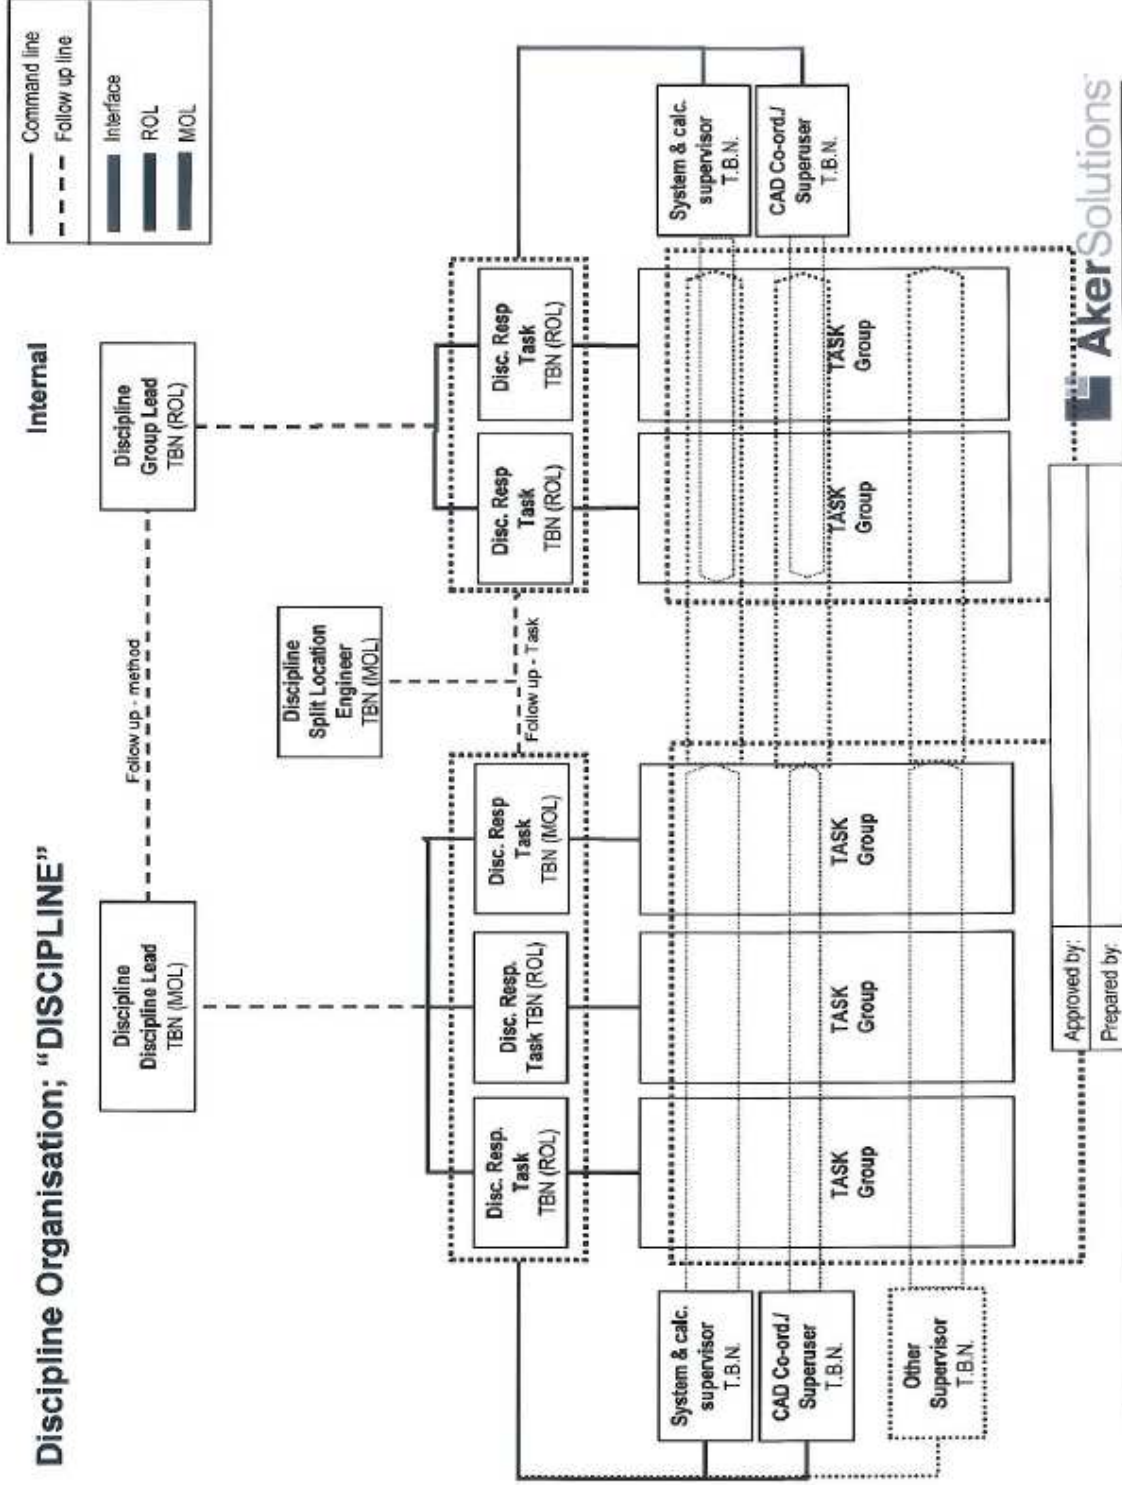 Discipline Organisation; "DISCIPLINE"
Internal
Command line
Follow up line
Interface
ROL
MOL
Discipline
Discipline Lead
TBN (MOL)
Follow up - method
Discipline
Group Lead
TBN (ROL)
Discipline
Split Location
Engineer
TBN (MOL)
Follow up - Task
Disc. Resp.
Task
TBN (ROL)
Disc. Resp.
Task TBN (ROL)
Disc. Resp
Task
TBN (MOL)
Disc. Resp
Task
TBN (ROL)
Disc. Resp
Task
TBN (ROL)
System & calc.
supervisor
T.B.N.
CAD Co-ord./
Superuser
T.B.N.
Other
Supervisor
T.B.N.
TASK
Group
TASK
Group
TASK
Group
TASK
Group
TASK
Group
System & calc.
supervisor
T.B.N.
CAD Co-ord./
Superuser
T.B.N.
Approved by:
Prepared by:
AkerSolutions